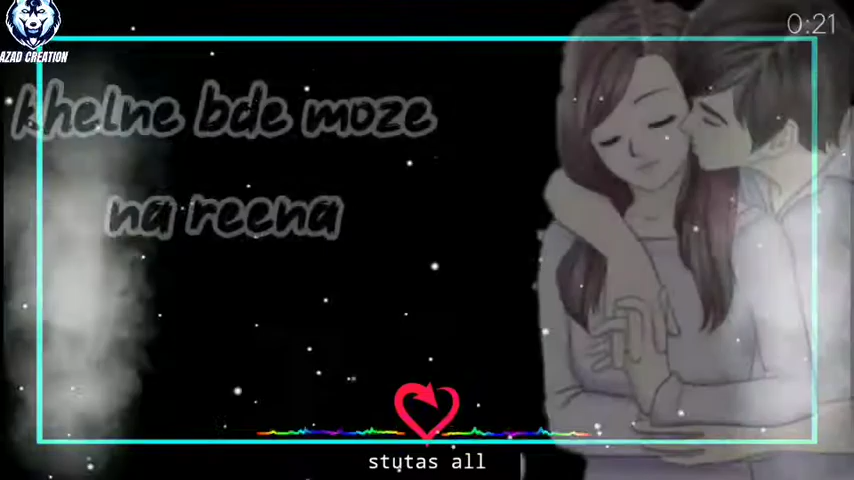 AZAD CREATION
0:21
khelne bde moze
na reena
stytas all